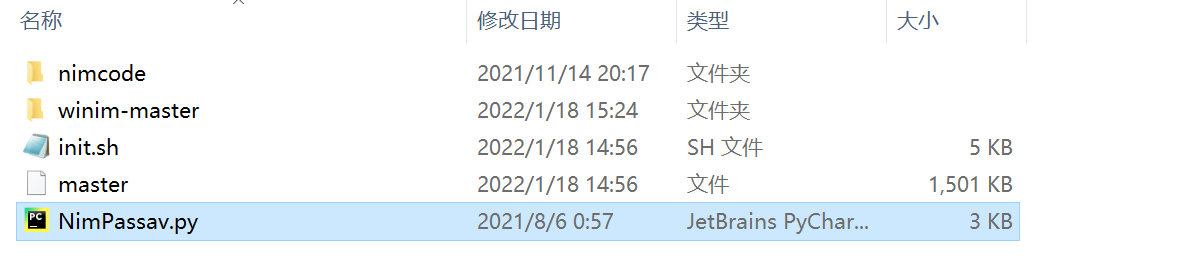 名称 修改日期 类型 大小
nimcode 2021/11/14 20:17 文件夹
winim-master 2022/1/18 15:24 文件夹
init.sh 2022/1/18 14:56 SH 文件 5 KB
master 2022/1/18 14:56 文件 1,501 KB
PC NimPassav.py 2021/8/6 0:57 JetBrains PyChar... 3 KB